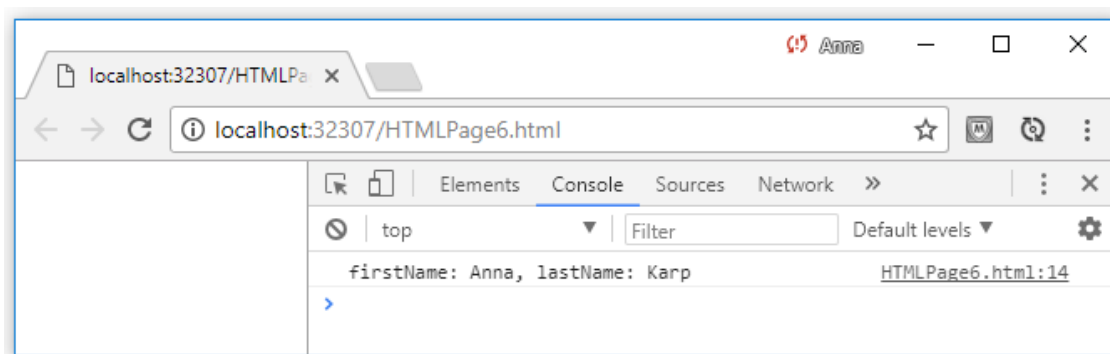 Anna
localhost:32307/HTMLPa
localhost:32307/HTMLPage6.html
Elements Console Sources Network »
top ▼ Filter Default levels ▼
firstName: Anna, lastName: Karp HTMLPage6.html:14
>